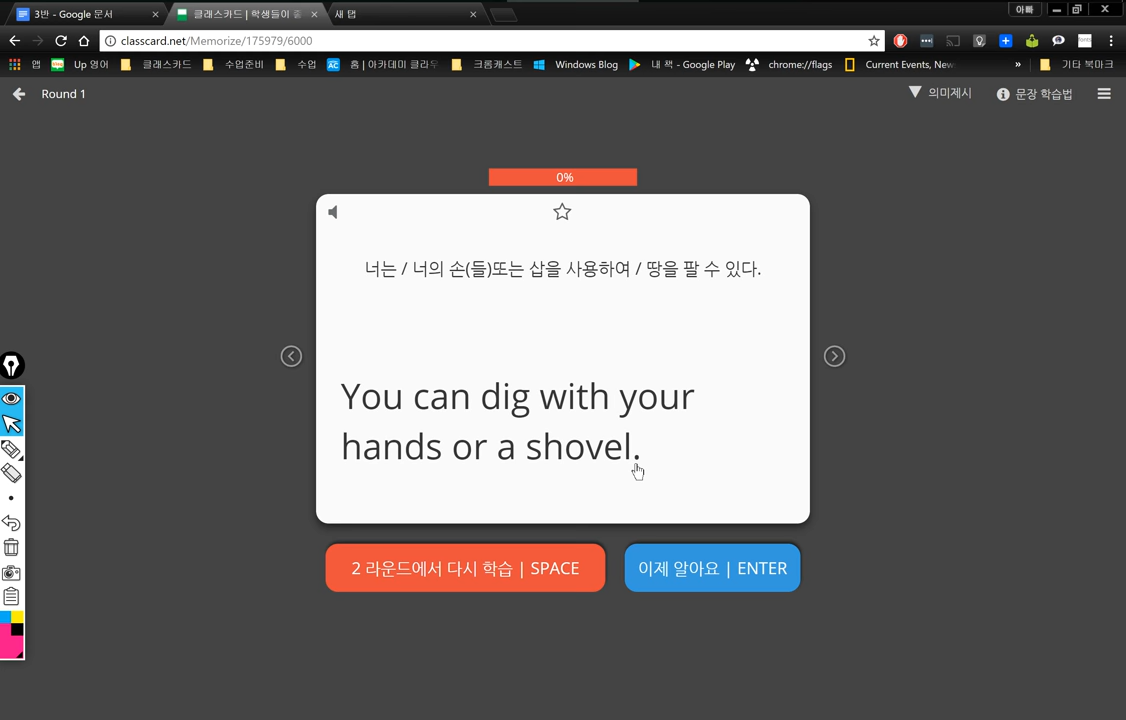 3반 - Google 문서
클래스카드 | 학생들이 좋
새 탭
아빠
classcard.net/Memorize/175979/6000
앱
Up 영어
클래스카드
수업준비
수업
홈 | 아카데미 클라우
크롬캐스트
Windows Blog
내 책 - Google Play
chrome://flags
Current Events, New
»
기타 북마크
Round 1
의미제시
문장 학습법
0%
너는 / 너의 손(들)또는 삽을 사용하여 / 땅을 팔 수 있다.
You can dig with your
hands or a shovel.
2 라운드에서 다시 학습 | SPACE
이제 알아요 | ENTER